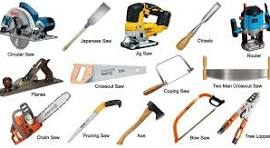 Circular Saw
Japanese Saw
Jig Saw
Chisels
Router
Planes
Crosscut Saw
Coping Saw
Two Man Crosscut Saw
Chain Saw
Pruning Saw
Axe
Bow Saw
Tree Loppers